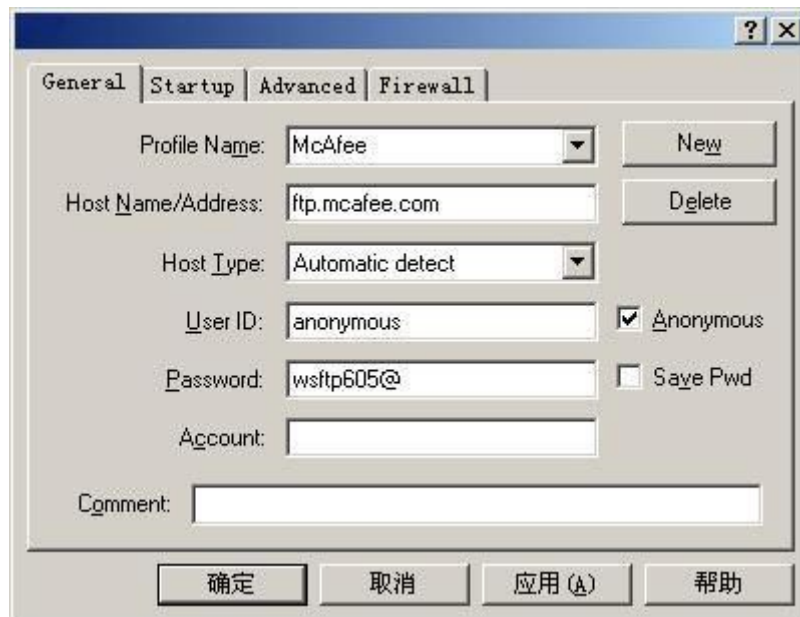 General Startup Advanced Firewall
Profile Name: McAfee New
Host Name/Address: ftp.mcafee.com Delete
Host Type: Automatic detect
User ID: anonymous Anonymous
Password: wsftp605@ Save Pwd
Account:
Comment:
确定 取消 应用(A) 帮助